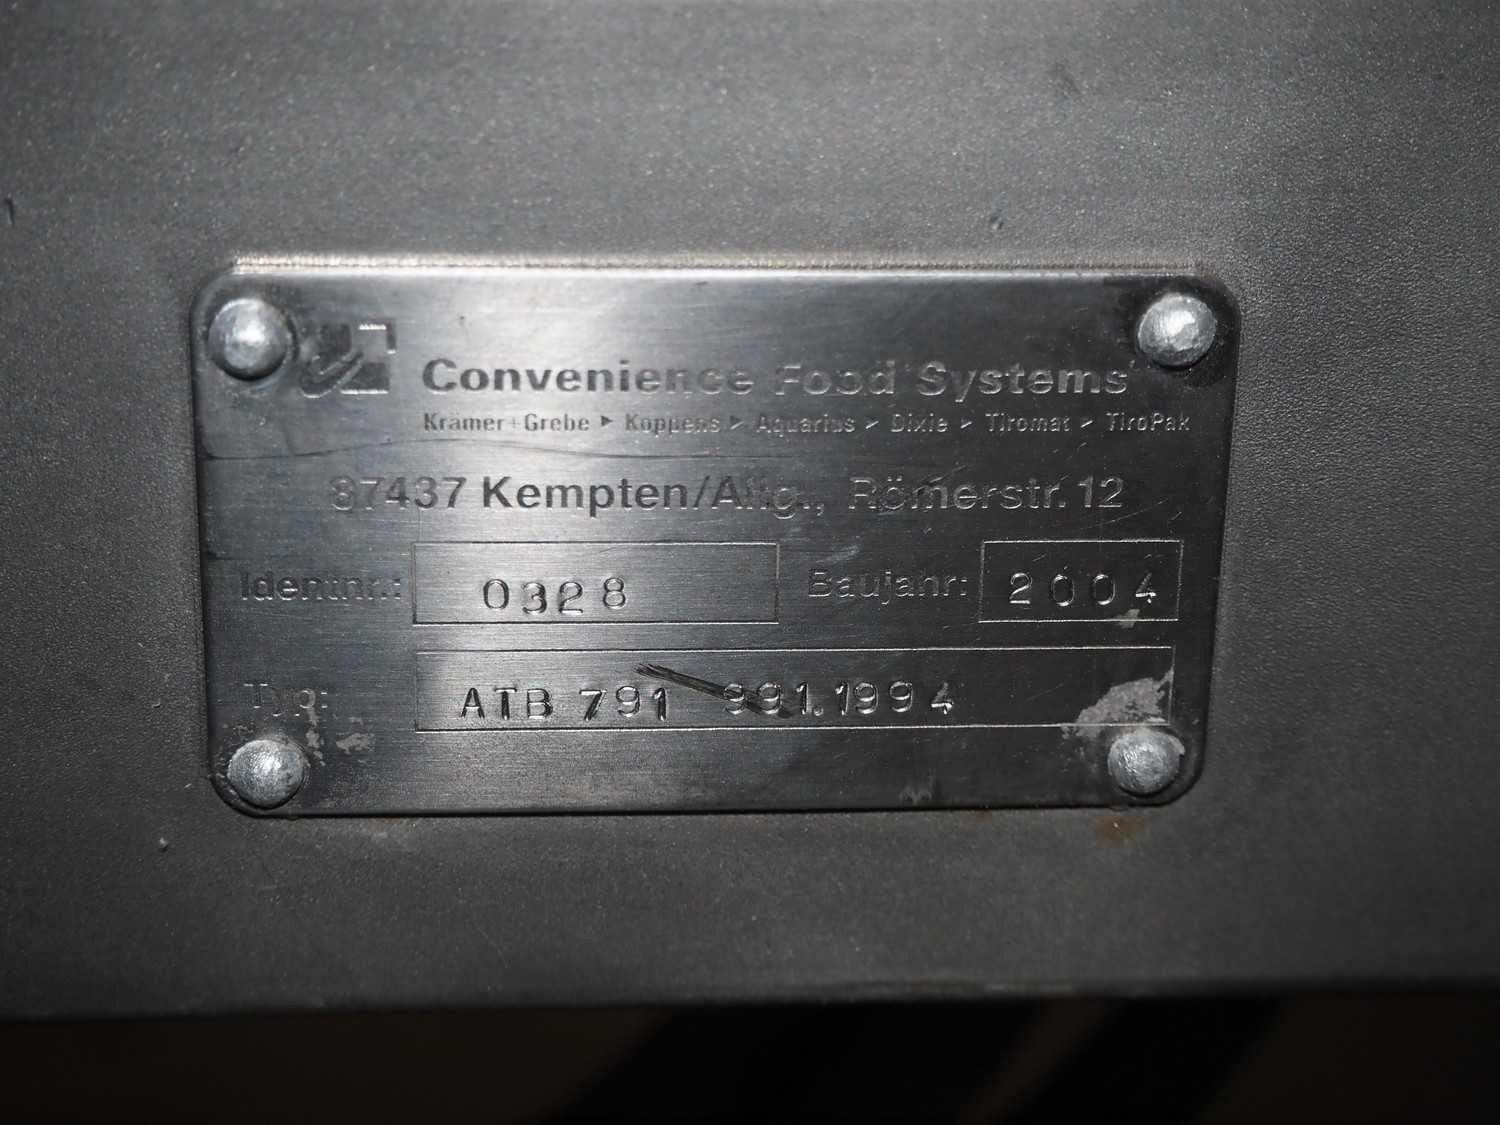 Convenience Food Systems
Krämer+Grebe > Koppens > Aquarius > Dixie > Tiromat > TiroPak
87437 Kempten/Allg., Römerstr. 12
Identnr.: 0328 Baujahr: 2004
Typ: ATB 791 991.1994